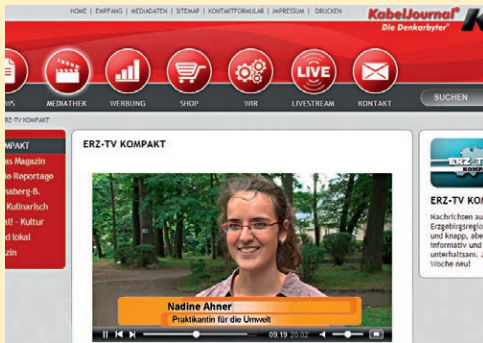 HOME | EMPFANG | MEDIADATEN | SITEMAP | KONTAKTFORMULAR | IMPRESSUM | DRUCKEN
KabelJournal
Die Denkarbyter
WS
MEDIATHEK
WERBUNG
SHOP
WIR
LIVE
LIVESTREAM
KONTAKT
SUCHEN
ERZ-TV KOMPAKT
MPAKT
as Magazin
ie Reportage
naberg-B.
Kulinarisch
al! - Kultur
d lokal
zin
ERZ-TV KOMPAKT
Nadine Ahner
Praktikantin für die Umwelt
09:19 20:02
ERZ-TV
KOMP
ERZ-TV KOM
Nachrichten au
Erzgebirgsregio
und knapp, abe
informativ und
unterhaltsam. J
Woche neu!